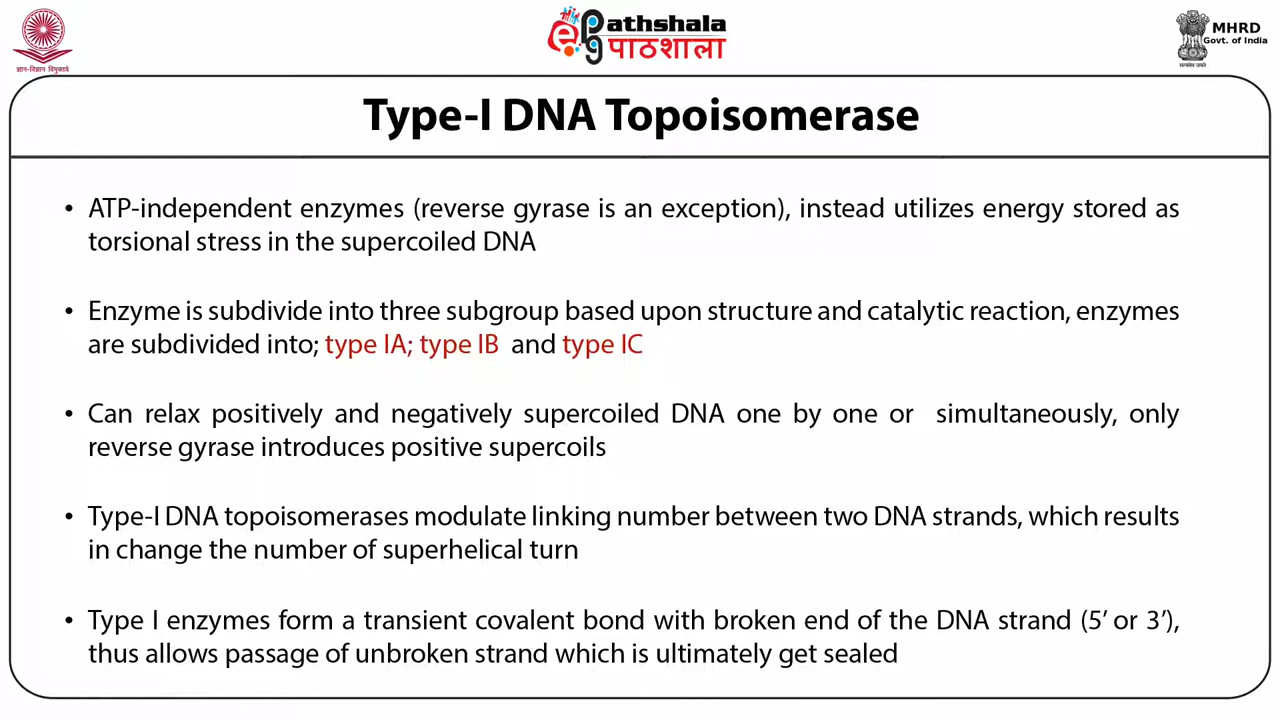 ज्ञान-विज्ञान विमुक्तये
ePg
athshala
पाठशाला
MHRD
Govt. of India
सत्यमेव जयते
Type-I DNA Topoisomerase
• ATP-independent enzymes (reverse gyrase is an exception), instead utilizes energy stored as
torsional stress in the supercoiled DNA
• Enzyme is subdivide into three subgroup based upon structure and catalytic reaction, enzymes
are subdivided into; type IA; type IB and type IC
• Can relax positively and negatively supercoiled DNA one by one or simultaneously, only
reverse gyrase introduces positive supercoils
• Type-I DNA topoisomerases modulate linking number between two DNA strands, which results
in change the number of superhelical turn
• Type I enzymes form a transient covalent bond with broken end of the DNA strand (5’ or 3’),
thus allows passage of unbroken strand which is ultimately get sealed